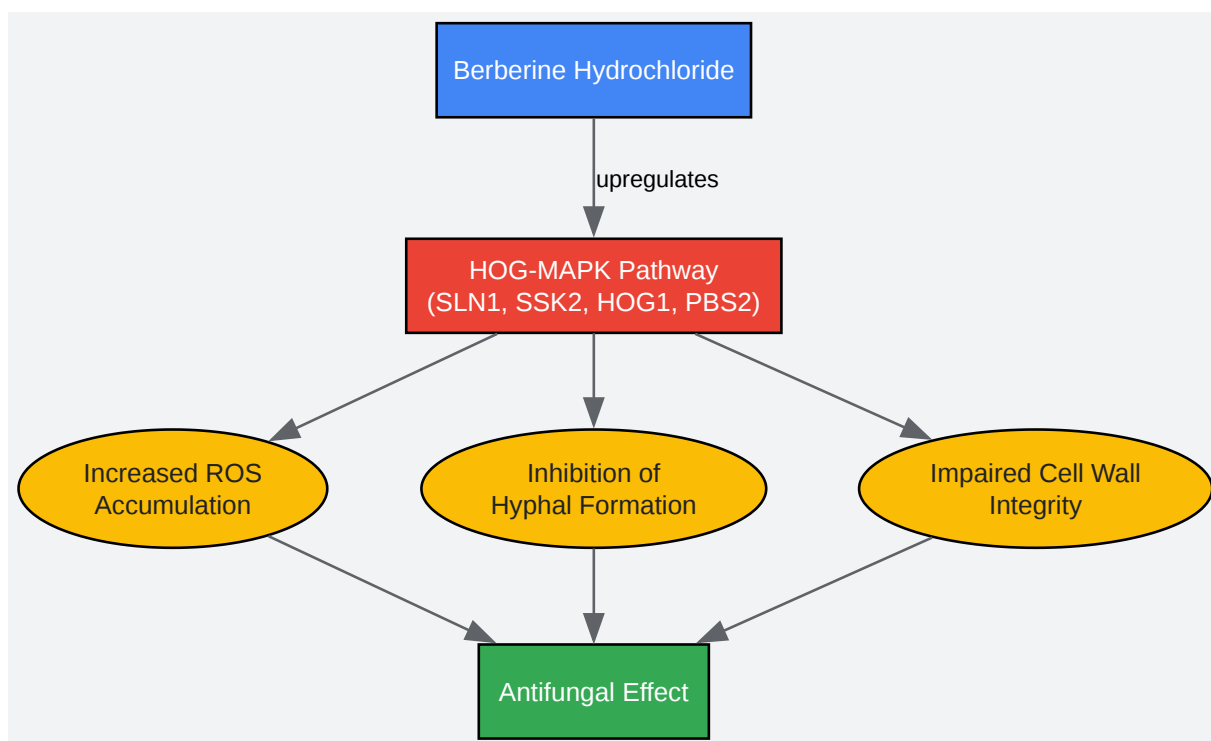 Berberine Hydrochloride
upregulates
HOG-MAPK Pathway
(SLN1, SSK2, HOG1, PBS2)
Increased ROS
Accumulation
Inhibition of
Hyphal Formation
Impaired Cell Wall
Integrity
Antifungal Effect